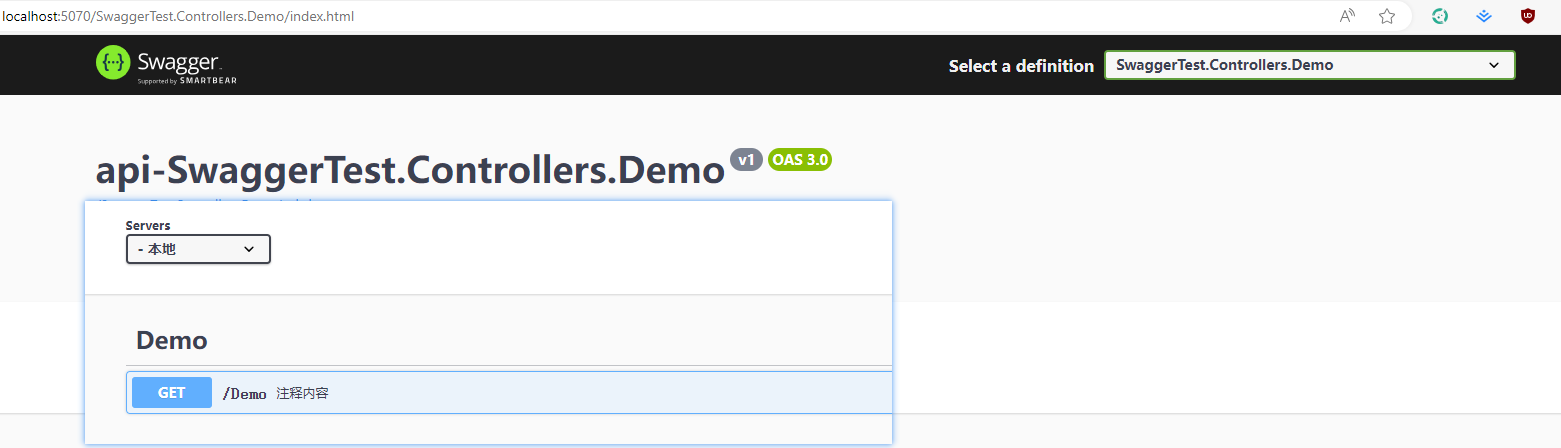 localhost:5070/SwaggerTest.Controllers.Demo/index.html
Swagger
Supported by SMARTBEAR
Select a definition
SwaggerTest.Controllers.Demo
api-SwaggerTest.Controllers.Demo v1 OAS 3.0
Servers
- 本地
Demo
GET /Demo 注释内容